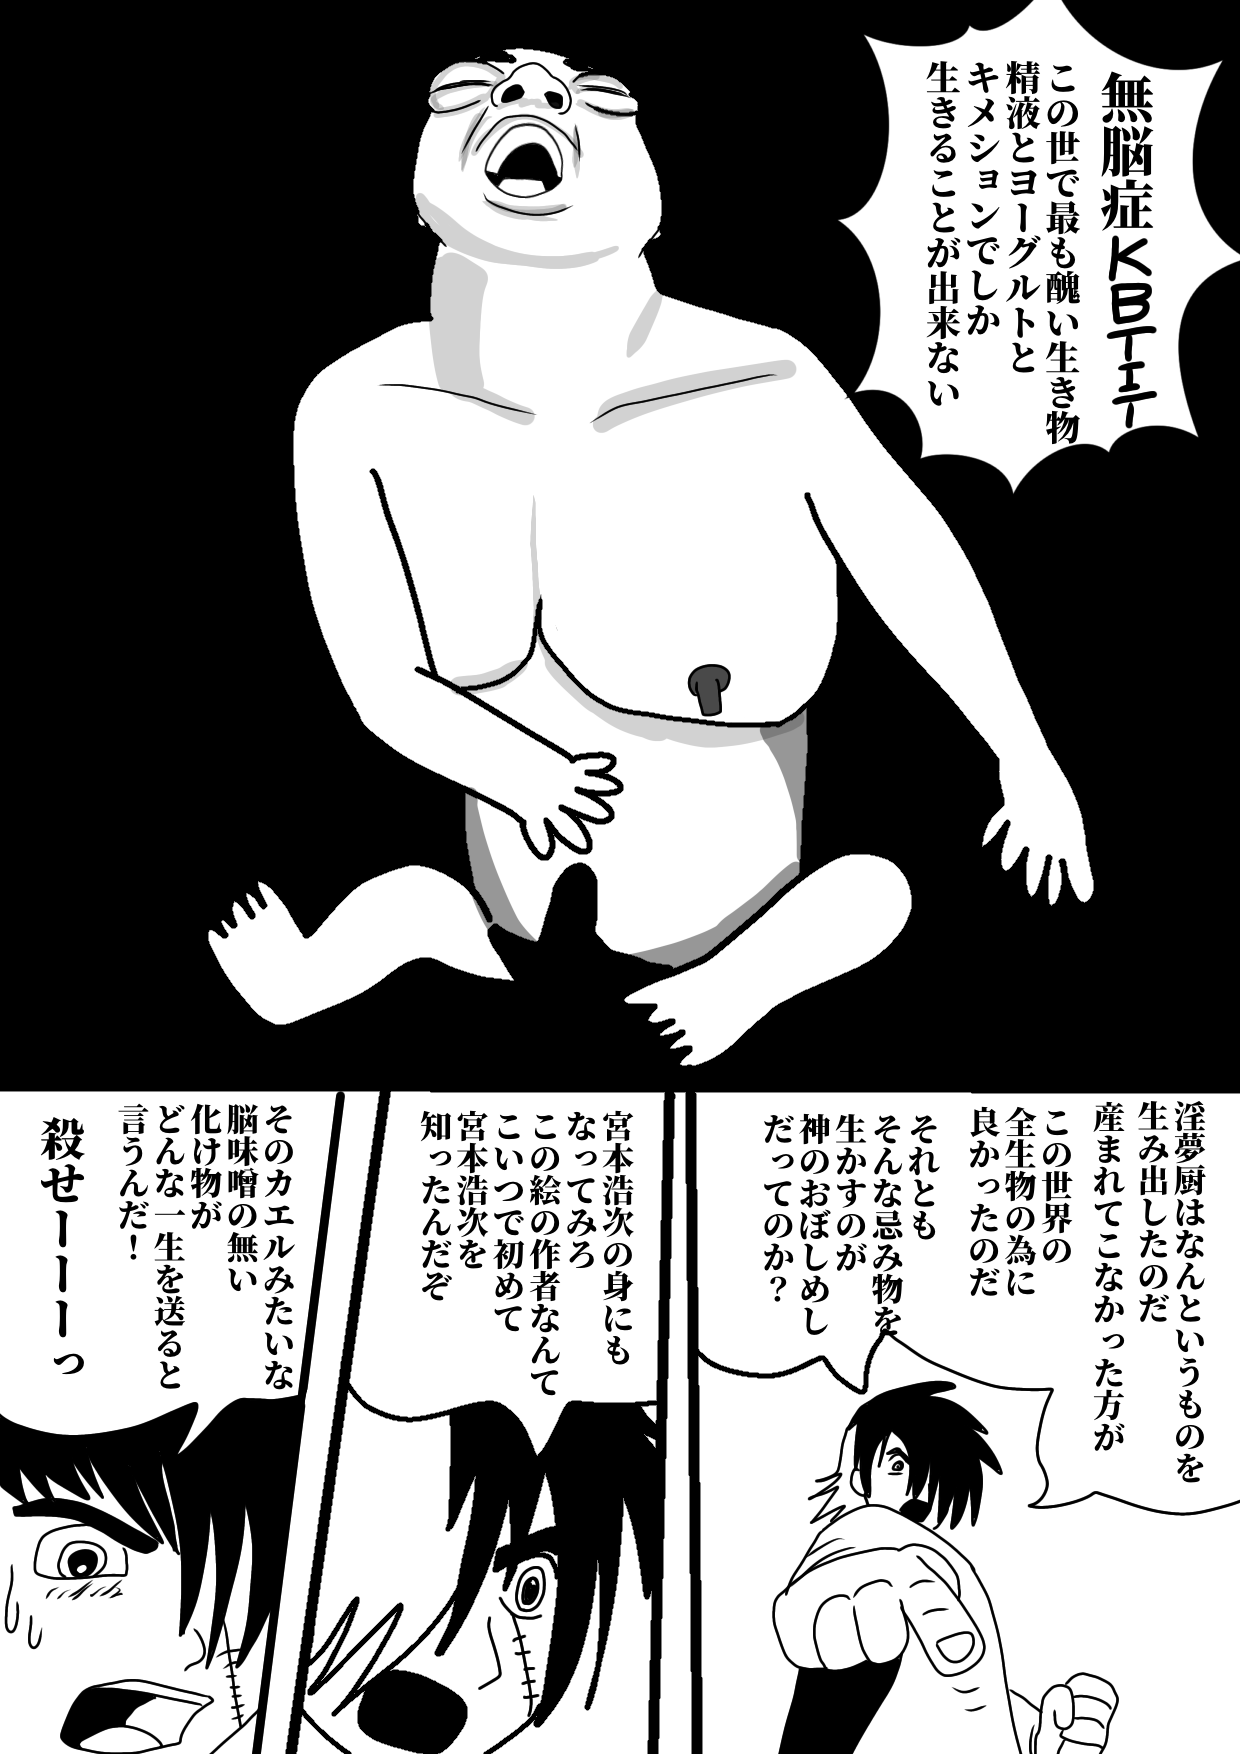 無脳症KBTIT
この世で最も醜い生き物
精液とヨーグルトと
キメションでしか
生きることが出来ない
淫夢厨はなんというものを
生み出したのだ
産まれてこなかった方が
この世界の
全生物の為に
良かったのだ
それとも
そんな忌み物を
生かすのが
神のおぼしめし
だってのか？
宮本浩次の身にも
なってみろ
この絵の作者なんて
こいつで初めて
宮本浩次を
知ったんだぞ
そのカエルみたいな
脳味噌の無い
化け物が
どんな一生を送ると
言うんだ！
殺せーーーっ